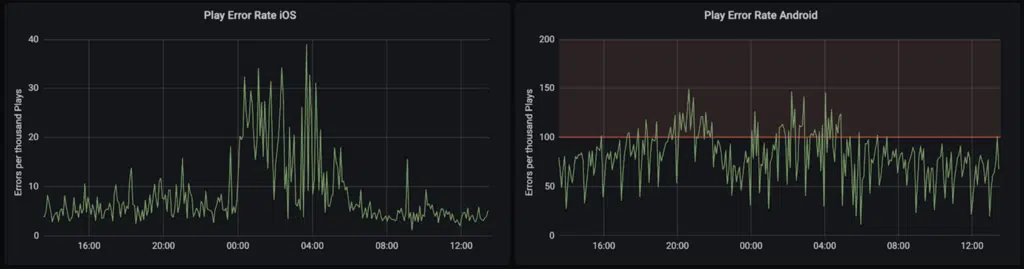 Play Error Rate iOS
Errors per thousand Plays
40
30
20
10
0
16:00 20:00 00:00 04:00 08:00 12:00
Play Error Rate Android
Errors per thousand Plays
200
150
100
50
0
16:00 20:00 00:00 04:00 08:00 12:00